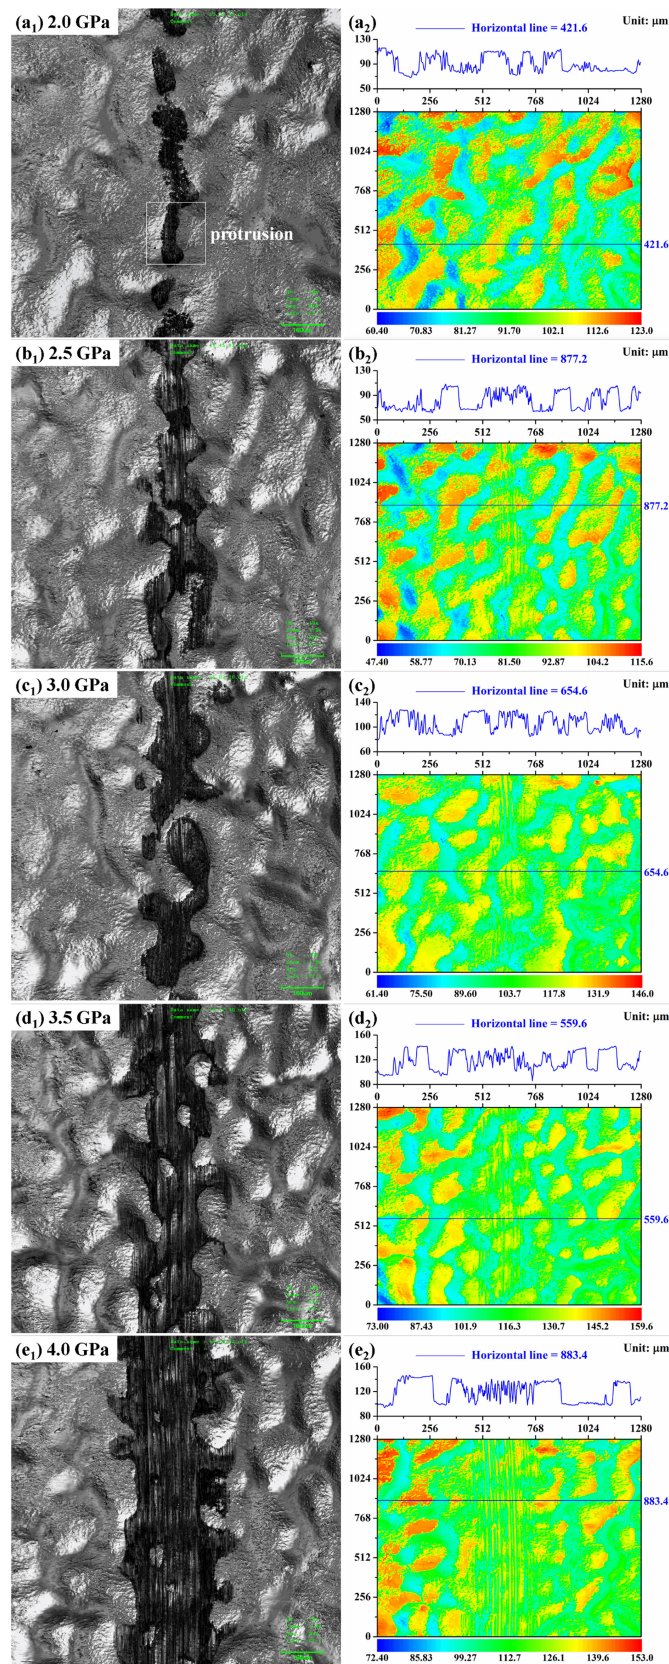 (a1) 2.0 GPa
protrusion
(a2)
Unit: μm
Horizontal line = 421.6
130
90
50
0 256 512 768 1024 1280
1280
1024
768
512
256
0
421.6
60.40 70.83 81.27 91.70 102.1 112.6 123.0
(b1) 2.5 GPa
Comment
(b2)
Unit: μm
Horizontal line = 877.2
130
90
50
0 256 512 768 1024 1280
1280
1024
768
512
256
0
877.2
47.40 58.77 70.13 81.50 92.87 104.2 115.6
(c1) 3.0 GPa
Comment
(c2)
Unit: μm
Horizontal line = 654.6
140
100
60
0 256 512 768 1024 1280
1280
1024
768
512
256
0
654.6
61.40 75.50 89.60 103.7 117.8 131.9 146.0
(d1) 3.5 GPa
Comment
(d2)
Unit: μm
Horizontal line = 559.6
160
120
80
0 256 512 768 1024 1280
1280
1024
768
512
256
0
559.6
73.00 87.43 101.9 116.3 130.7 145.2 159.6
(e1) 4.0 GPa
Comment
(e2)
Unit: μm
Horizontal line = 883.4
160
120
80
0 256 512 768 1024 1280
1280
1024
768
512
256
0
883.4
72.40 85.83 99.27 112.7 126.1 139.6 153.0